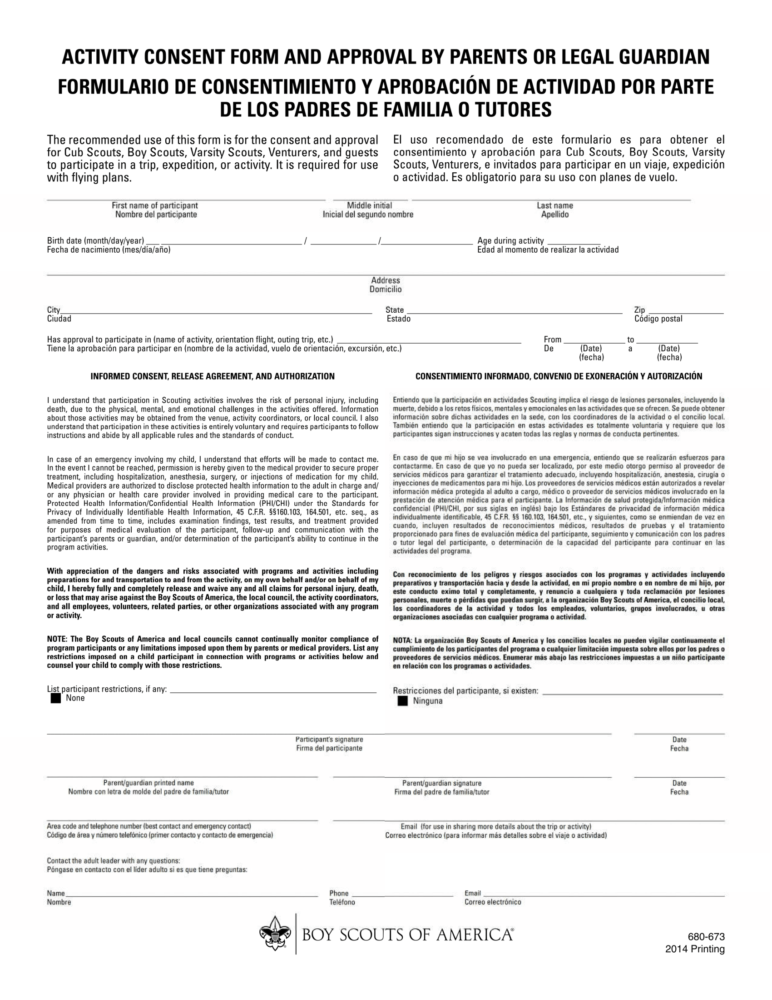 ACTIVITY CONSENT FORM AND APPROVAL BY PARENTS OR LEGAL GUARDIAN
FORMULARIO DE CONSENTIMIENTO Y APROBACIÓN DE ACTIVIDAD POR PARTE
DE LOS PADRES DE FAMILIA O TUTORES
The recommended use of this form is for the consent and approval
for Cub Scouts, Boy Scouts, Varsity Scouts, Venturers, and guests
to participate in a trip, expedition, or activity. It is required for use
with flying plans.
El uso recomendado de este formulario es para obtener el
consentimiento y aprobación para Cub Scouts, Boy Scouts, Varsity
Scouts, Venturers, e invitados para participar en un viaje, expedición
o actividad. Es obligatorio para su uso con planes de vuelo.
First name of participant Middle initial Last name
Nombre del participante Inicial del segundo nombre Apellido
Birth date (month/day/year) / / Age during activity
Fecha de nacimiento (mes/día/año) Edad al momento de realizar la actividad
Address
Domicilio
City State Zip
Ciudad Estado Código postal
Has approval to participate in (name of activity, orientation flight, outing trip, etc.) From to
Tiene la aprobación para participar en (nombre de la actividad, vuelo de orientación, excursión, etc.) De (Date) a (Date)
(fecha) (fecha)
INFORMED CONSENT, RELEASE AGREEMENT, AND AUTHORIZATION
I understand that participation in Scouting activities involves the risk of personal injury, including
death, due to the physical, mental, and emotional challenges in the activities offered. Information
about those activities may be obtained from the venue, activity coordinators, or local council. I also
understand that participation in these activities is entirely voluntary and requires participants to follow
instructions and abide by all applicable rules and the standards of conduct.
In case of an emergency involving my child, I understand that efforts will be made to contact me.
In the event I cannot be reached, permission is hereby given to the medical provider to secure proper
treatment, including hospitalization, anesthesia, surgery, or injections of medication for my child.
Medical providers are authorized to disclose protected health information to the adult in charge and/
or any physician or health care provider involved in providing medical care to the participant.
Protected Health Information/Confidential Health Information (PHI/CHI) under the Standards for
Privacy of Individually Identifiable Health Information, 45 C.F.R. §§160.103, 164.501, etc. seq., as
amended from time to time, includes examination findings, test results, and treatment provided
for purposes of medical evaluation of the participant, follow-up and communication with the
participant's parents or guardian, and/or determination of the participant's ability to continue in the
program activities.
With appreciation of the dangers and risks associated with programs and activities including
preparations for and transportation to and from the activity, on my own behalf and/or on behalf of my
child, I hereby fully and completely release and waive any and all claims for personal injury, death,
or loss that may arise against the Boy Scouts of America, the local council, the activity coordinators,
and all employees, volunteers, related parties, or other organizations associated with any program
or activity.
NOTE: The Boy Scouts of America and local councils cannot continually monitor compliance of
program participants or any limitations imposed upon them by parents or medical providers. List any
restrictions imposed on a child participant in connection with programs or activities below and
counsel your child to comply with those restrictions.
List participant restrictions, if any:
None
CONSENTIMIENTO INFORMADO, CONVENIO DE EXONERACIÓN Y AUTORIZACIÓN
Entiendo que la participación en actividades Scouting implica el riesgo de lesiones personales, incluyendo la
muerte, debido a los retos físicos, mentales y emocionales en las actividades que se ofrecen. Se puede obtener
información sobre dichas actividades en la sede, con los coordinadores de la actividad o el concilio local.
También entiendo que la participación en estas actividades es totalmente voluntaria y requiere que los
participantes sigan instrucciones y acaten todas las reglas y normas de conducta pertinentes.
En caso de que mi hijo se vea involucrado en una emergencia, entiendo que se realizarán esfuerzos para
contactarme. En caso de que yo no pueda ser localizado, por este medio otorgo permiso al proveedor de
servicios médicos para garantizar el tratamiento adecuado, incluyendo hospitalización, anestesia, cirugía o
inyecciones de medicamentos para mi hijo. Los proveedores de servicios médicos están autorizados a revelar
información médica protegida al adulto a cargo, médico o proveedor de servicios médicos involucrado en la
prestación de atención médica para el participante. La Información de salud protegida/Información médica
confidencial (PHI/CHI, por sus siglas en inglés) bajo los Estándares de privacidad de información médica
individualmente identificable, 45 C.F.R. §§ 160.103, 164.501, etc., y siguientes, como se enmiendan de vez en
cuando, incluyen resultados de reconocimientos médicos, resultados de pruebas y el tratamiento
proporcionado para fines de evaluación médica del participante, seguimiento y comunicación con los padres
o tutor legal del participante, o determinación de la capacidad del participante para continuar en las
actividades del programa.
Con reconocimiento de los peligros y riesgos asociados con los programas y actividades incluyendo
preparativos y transportación hacia y desde la actividad, en mi propio nombre o en nombre de mi hijo, por
este conducto eximo total y completamente, y renuncio a cualquiera y toda reclamación por lesiones
personales, muerte o pérdidas que puedan surgir, a la organización Boy Scouts of America, el concilio local,
los coordinadores de la actividad y todos los empleados, voluntarios, grupos involucrados, u otras
organizaciones asociadas con cualquier programa o actividad.
NOTA: La organización Boy Scouts of America y los concilios locales no pueden vigilar continuamente el
cumplimiento de los participantes del programa o cualquier limitación impuesta sobre ellos por los padres o
proveedores de servicios médicos. Enumerar más abajo las restricciones impuestas a un niño participante
en relación con los programas o actividades.
Restricciones del participante, si existen:
Ninguna
Participant's signature Date
Firma del participante Fecha
Parent/guardian printed name Parent/guardian signature Date
Nombre con letra de molde del padre de familia/tutor Firma del padre de familia/tutor Fecha
Area code and telephone number (best contact and emergency contact) Email (for use in sharing more details about the trip or activity)
Código de área y número telefónico (primer contacto y contacto de emergencia) Correo electrónico (para informar más detalles sobre el viaje o actividad)
Contact the adult leader with any questions:
Póngase en contacto con el líder adulto si es que tiene preguntas:
Name Phone Email
Nombre Teléfono Correo electrónico
BOY SCOUTS OF AMERICA®
680-673
2014 Printing